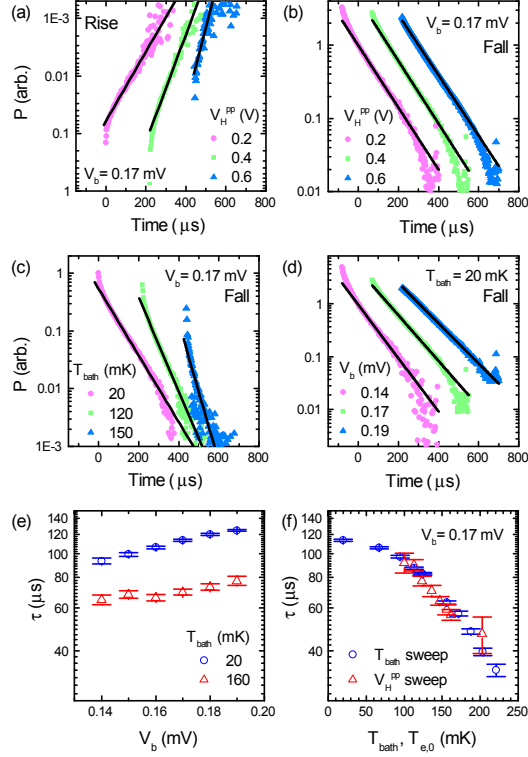 (a)
Rise
1E-3
0.01
0.1
1
P (arb.)
V_H^pp (V)
0.2
0.4
0.6
V_b = 0.17 mV
0 200 400 600 800
Time (μs)
(b)
V_b = 0.17 mV
Fall
1
0.1
0.01
V_H^pp (V)
0.2
0.4
0.6
0 200 400 600 800
Time (μs)
(c)
V_b = 0.17 mV
Fall
1
0.1
0.01
1E-3
P (arb.)
T_bath (mK)
20
120
150
0 200 400 600 800
Time (μs)
(d)
T_bath = 20 mK
Fall
1
0.1
0.01
V_b (mV)
0.14
0.17
0.19
0 200 400 600 800
Time (μs)
(e)
140
120
100
80
60
40
τ (μs)
T_bath (mK)
20
160
0.14 0.16 0.18 0.20
V_b (mV)
(f)
V_b = 0.17 mV
140
120
100
80
60
40
τ (μs)
T_bath sweep
V_H^pp sweep
0 50 100 150 200 250
T_bath, T_e,0 (mK)